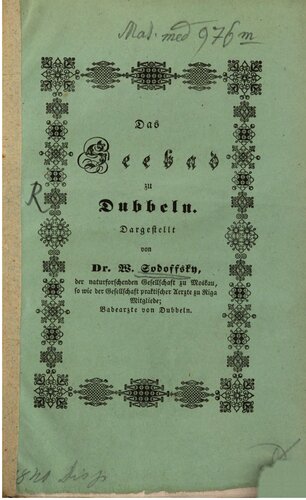 Mat. med 976 m
Das
Seebad
zu
Dubbeln.
Dargestellt
von
Dr. W. Sodoffsky,
der naturforschenden Gesellschaft zu Moskau,
so wie der Gesellschaft praktischer Aerzte zu Riga
Mitgliede;
Badearzte von Dubbeln.
R